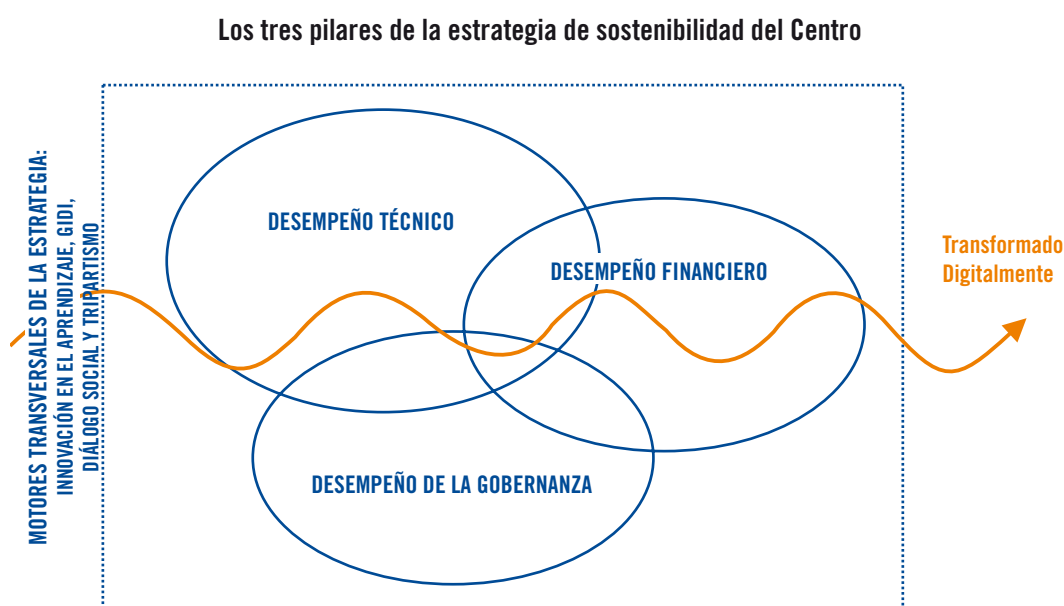 Los tres pilares de la estrategia de sostenibilidad del Centro
MOTORES TRANSVERSALES DE LA ESTRATEGIA:
INNOVACIÓN EN EL APRENDIZAJE, GIDI,
DIÁLOGO SOCIAL Y TRIPARTISMO
DESEMPEÑO TÉCNICO
DESEMPEÑO FINANCIERO
Transformado
Digitalmente
DESEMPEÑO DE LA GOBERNANZA